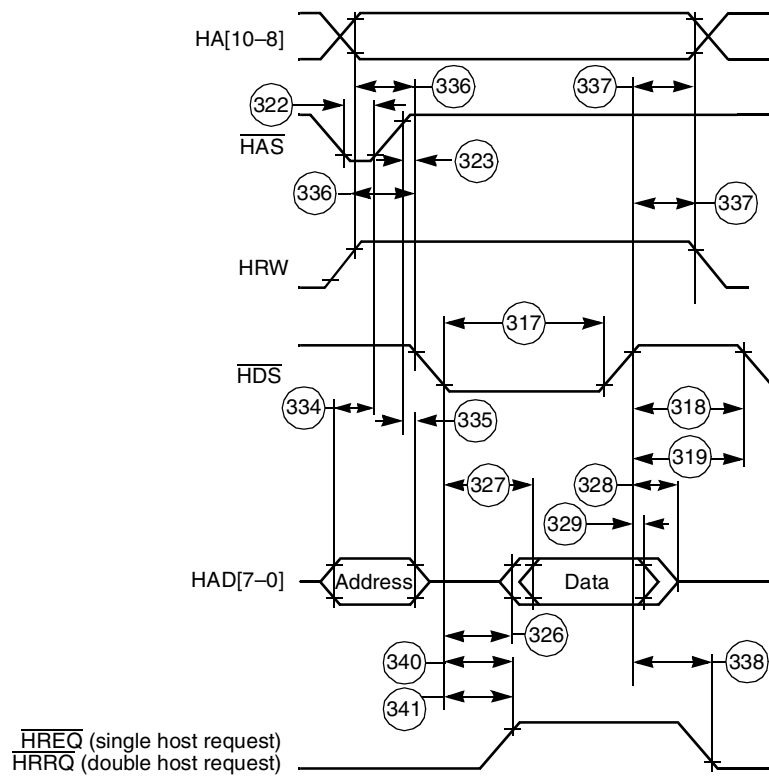 HA[10–8]
336
337
322
HAS
323
336
337
HRW
317
HDS
334
335
318
319
327
328
329
HAD[7–0]
Address
Data
326
340
338
341
HREQ (single host request)
HRRQ (double host request)